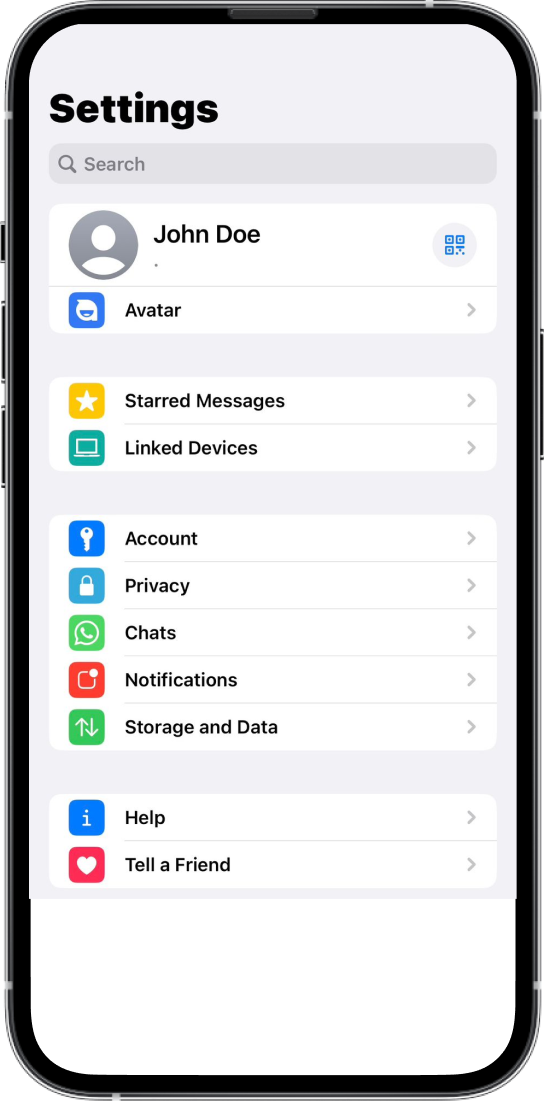 Settings
Search
John Doe
.
Avatar
Starred Messages
Linked Devices
Account
Privacy
Chats
Notifications
Storage and Data
Help
Tell a Friend